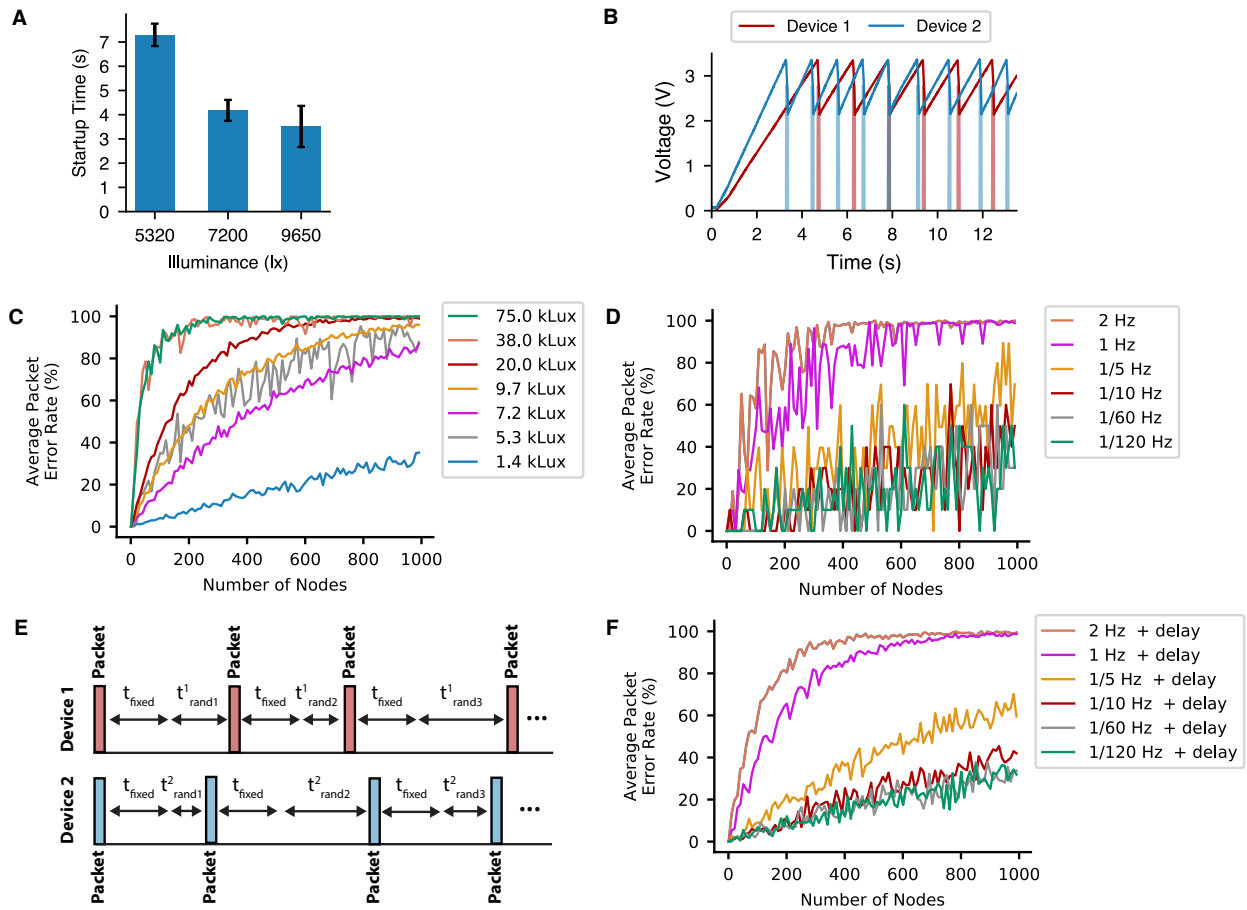 A
Startup Time (s)
7
6
5
4
3
2
1
0
5320 7200 9650
Illuminance (lx)
B
Device 1 Device 2
Voltage (V)
3
2
1
0
0 2 4 6 8 10 12
Time (s)
C
Average Packet
Error Rate (%)
100
80
60
40
20
0
0 200 400 600 800 1000
Number of Nodes
75.0 kLux
38.0 kLux
20.0 kLux
9.7 kLux
7.2 kLux
5.3 kLux
1.4 kLux
D
Average Packet
Error Rate (%)
100
80
60
40
20
0
0 200 400 600 800 1000
Number of Nodes
2 Hz
1 Hz
1/5 Hz
1/10 Hz
1/60 Hz
1/120 Hz
E
Device 1
Packet Packet Packet Packet
t_fixed t^1_rand1 t_fixed t^1_rand2 t_fixed t^1_rand3 •••
Device 2
t_fixed t^2_rand1 t_fixed t^2_rand2 t_fixed t^2_rand3 •••
Packet Packet Packet Packet
F
Average Packet
Error Rate (%)
100
80
60
40
20
0
0 200 400 600 800 1000
Number of Nodes
2 Hz + delay
1 Hz + delay
1/5 Hz + delay
1/10 Hz + delay
1/60 Hz + delay
1/120 Hz + delay